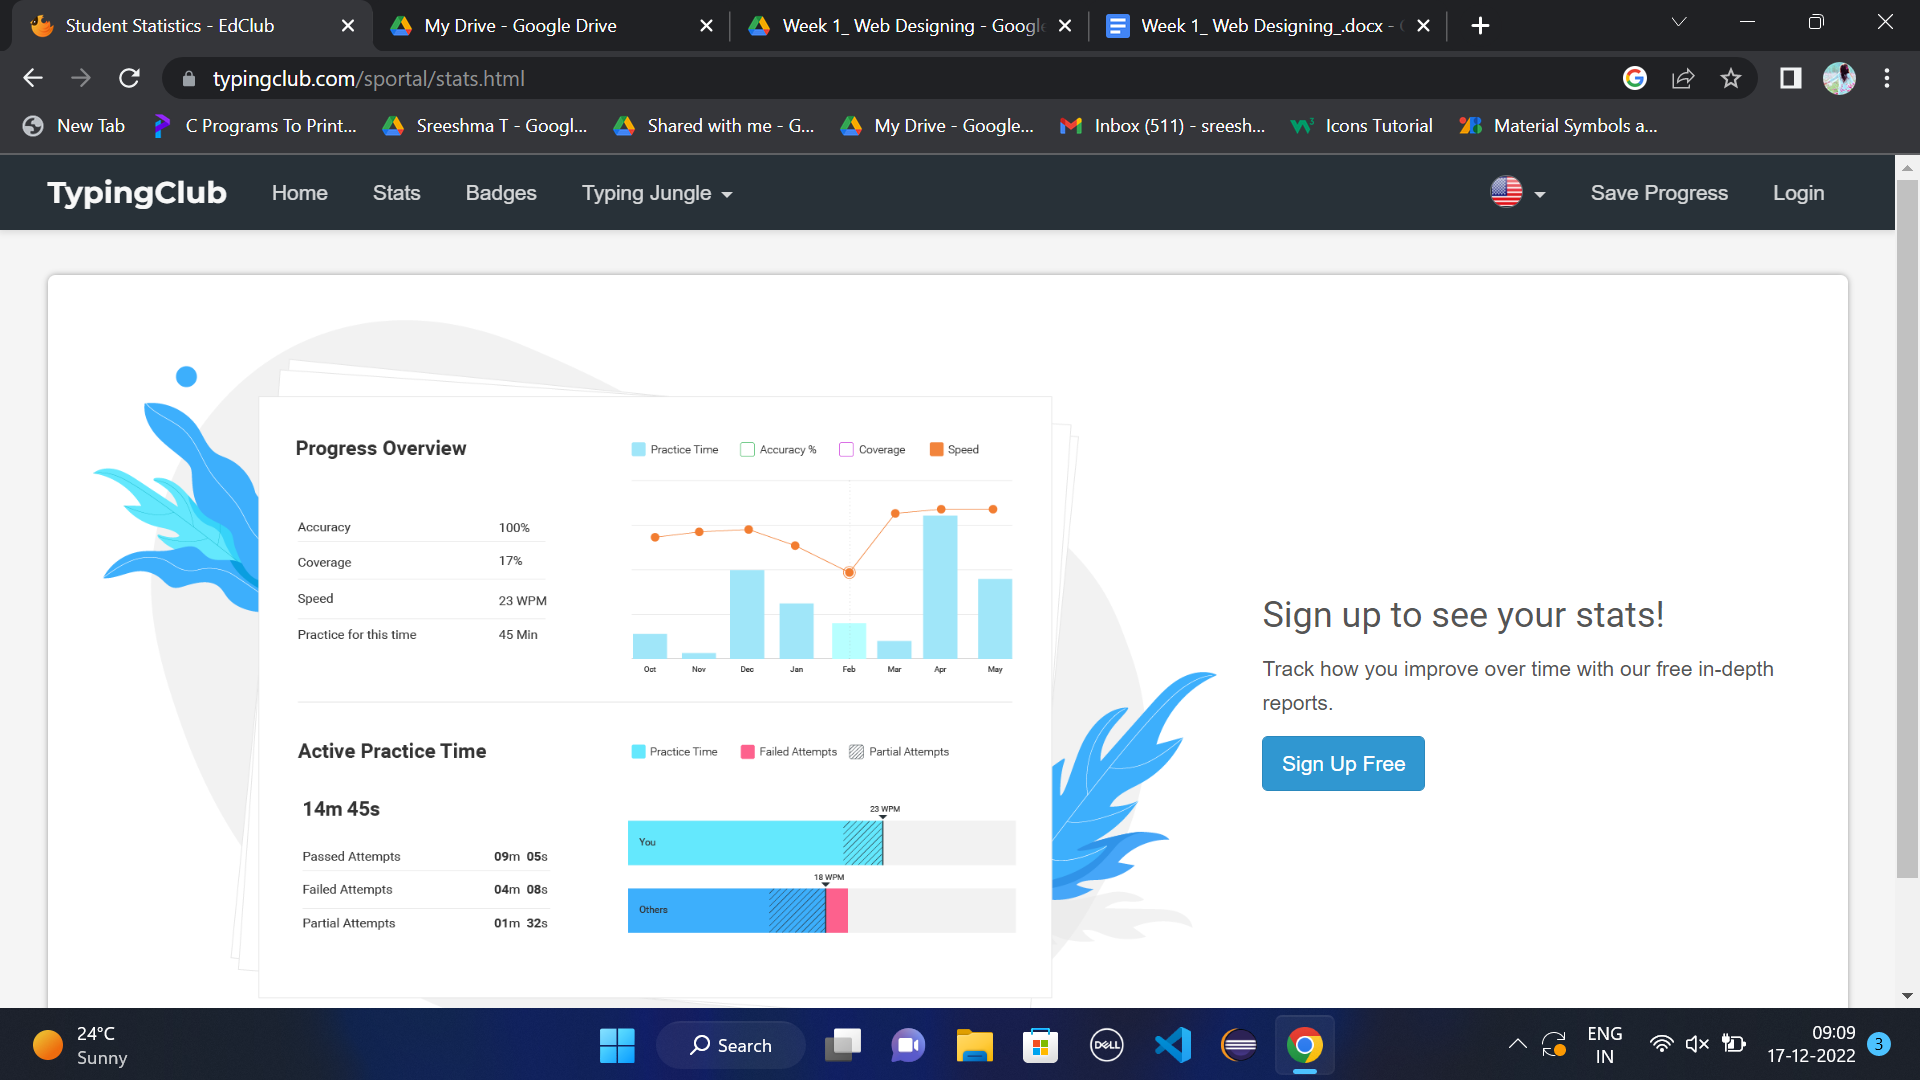 Student Statistics - EdClub
My Drive - Google Drive
Week 1_ Web Designing - Google
Week 1_ Web Designing_.docx -
typingclub.com/sportal/stats.html
New Tab
C Programs To Print...
Sreeshma T - Googl...
Shared with me - G...
My Drive - Google...
Inbox (511) - sreesh...
Icons Tutorial
Material Symbols a...
TypingClub
Home
Stats
Badges
Typing Jungle
Save Progress
Login
Progress Overview
Practice Time
Accuracy %
Coverage
Speed
Accuracy 100%
Coverage 17%
Speed 23 WPM
Practice for this time 45 Min
Oct Nov Dec Jan Feb Mar Apr May
Active Practice Time
Practice Time
Failed Attempts
Partial Attempts
14m 45s
Passed Attempts 09m 05s
Failed Attempts 04m 08s
Partial Attempts 01m 32s
23 WPM
You
18 WPM
Others
Sign up to see your stats!
Track how you improve over time with our free in-depth
reports.
Sign Up Free
24°C
Sunny
Search
DELL
ENG
IN
09:09
17-12-2022
3